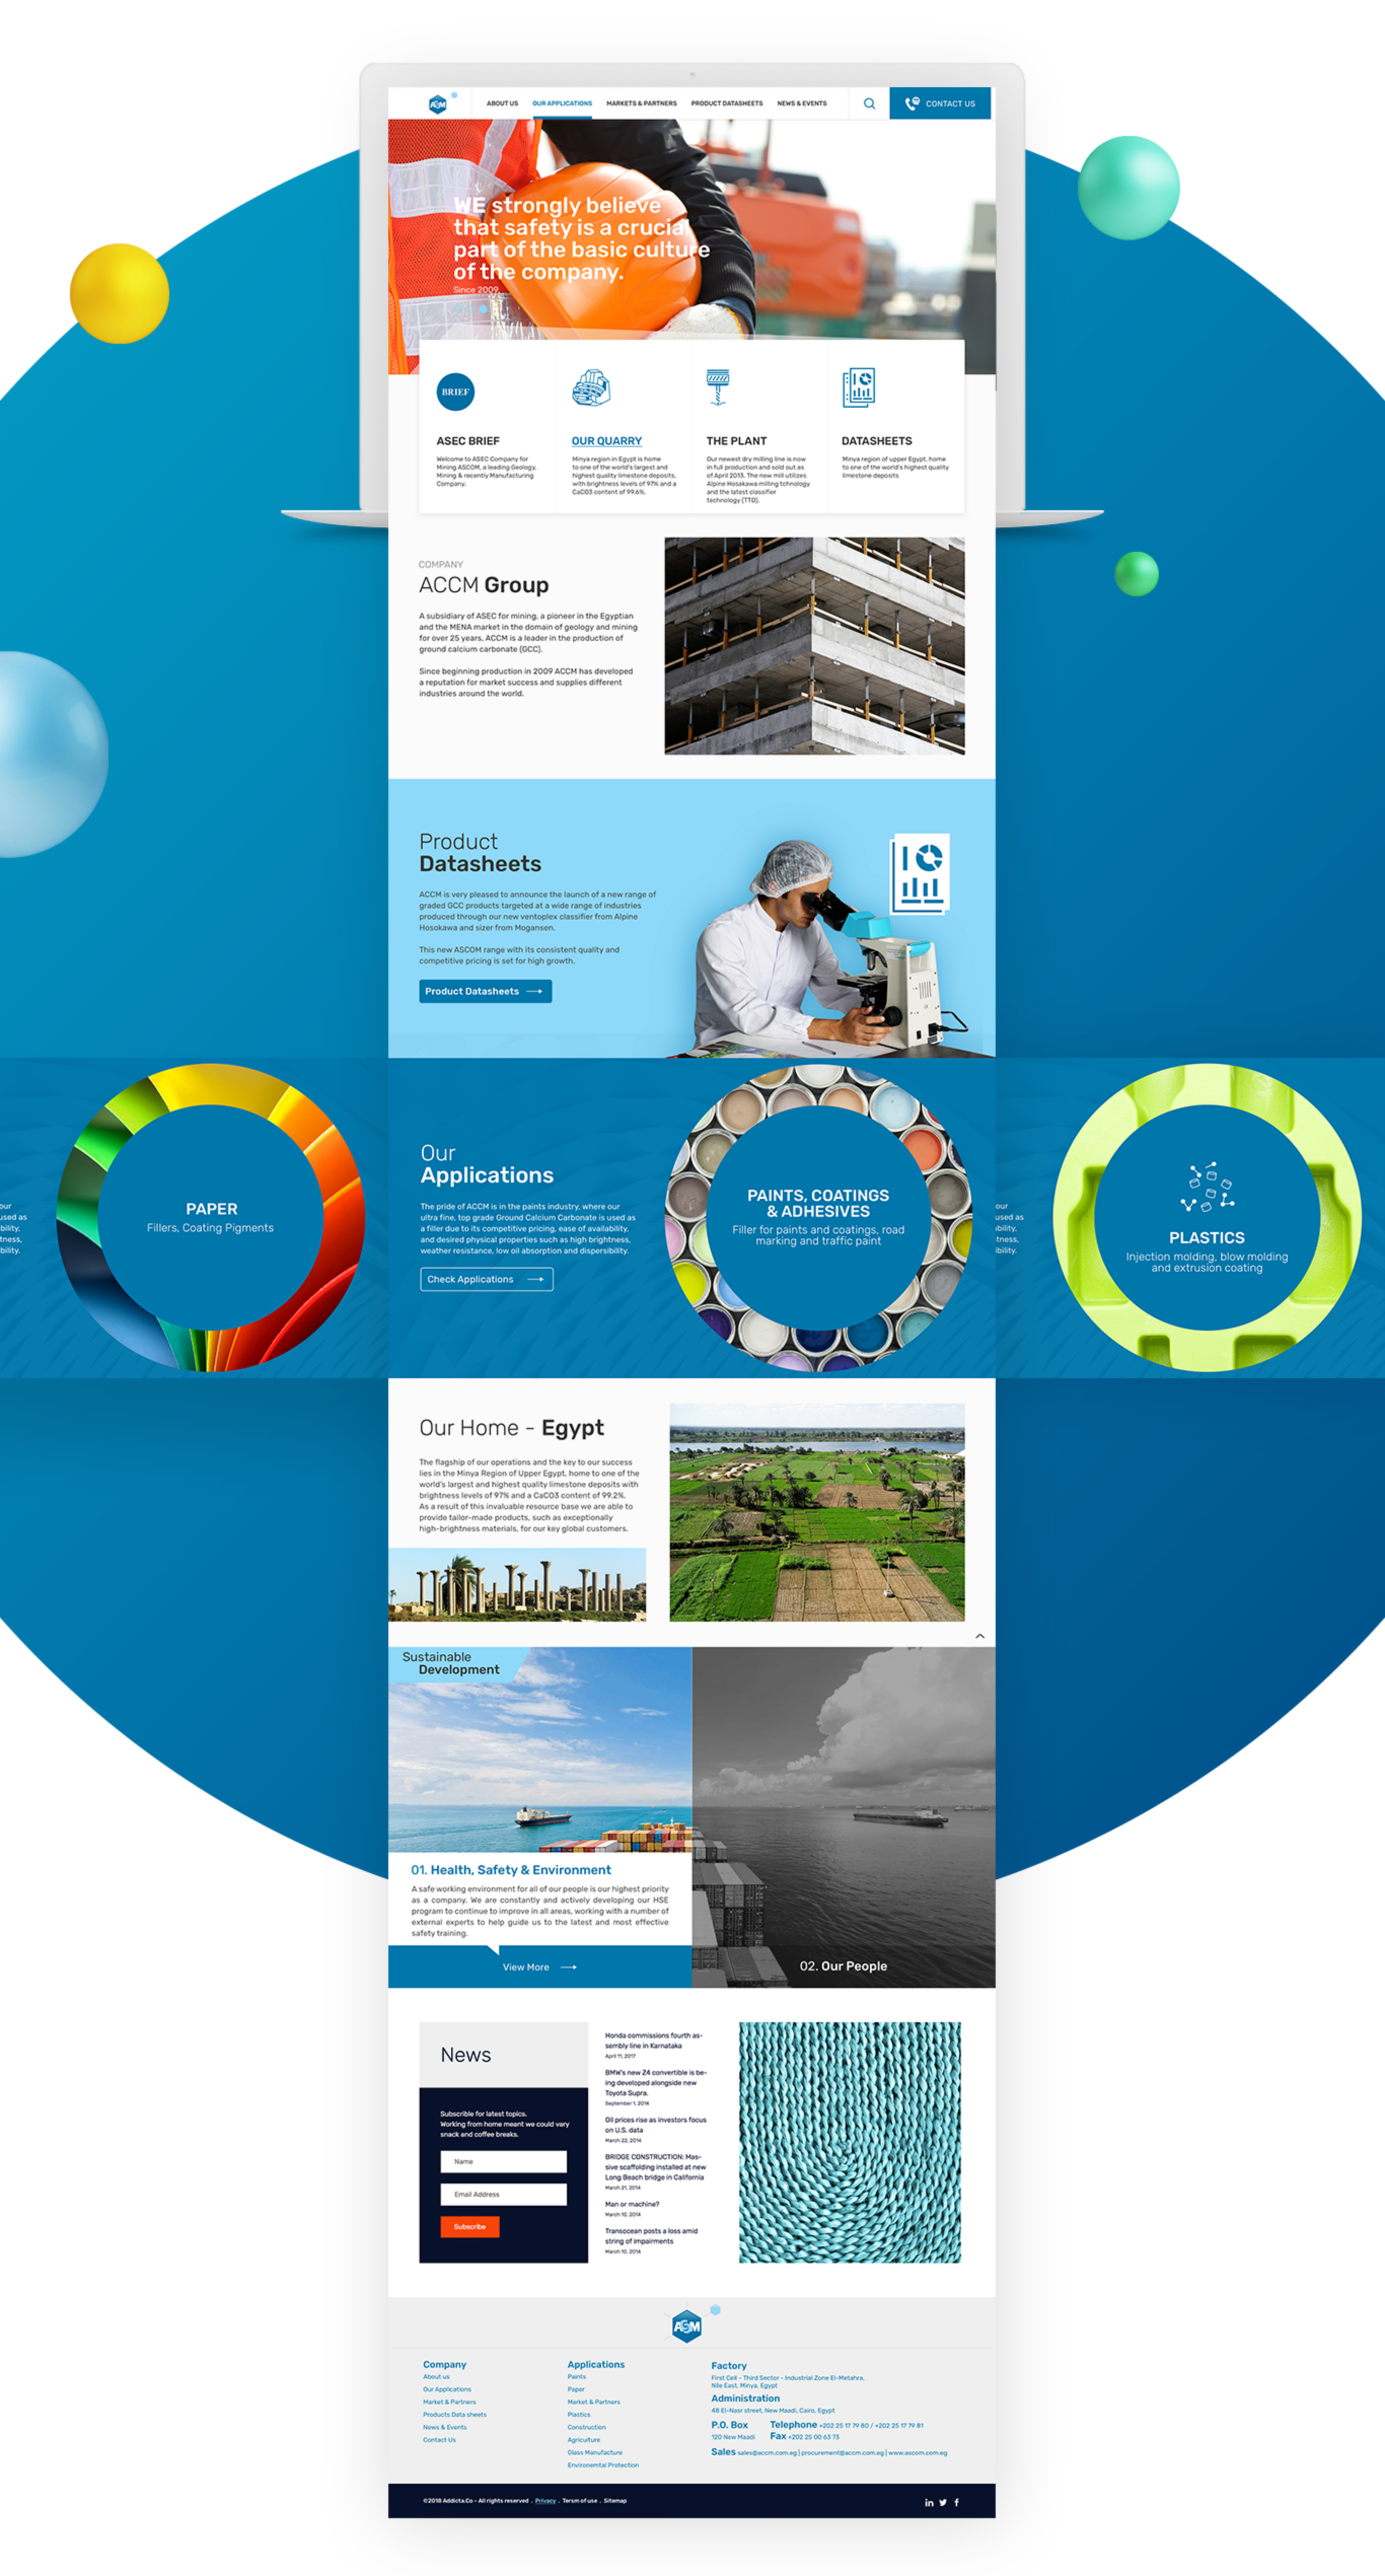 ASCM
ABOUT US
OUR APPLICATIONS
MARKETS & PARTNERS
PRODUCT DATASHEETS
NEWS & EVENTS
CONTACT US
WE strongly believe
that safety is a crucial
part of the basic culture
of the company.
Since 2009.
BRIEF
ASEC BRIEF
Welcome to ASEC Company for
Mining ASCOM, a leading Geology,
Mining & recently Manufacturing
Company.
OUR QUARRY
Minya region in Egypt is home
to one of the world's largest and
highest quality limestone deposits,
with brightness levels of 97% and a
CaCO3 content of 99.6%.
THE PLANT
Our newest dry milling line is now
in full production and sold out as
of April 2013. The new mill utilizes
Alpine Hosakawa milling tchnology
and the latest classifier
technology (TTD).
DATASHEETS
Minya region of upper Egypt, home
to one of the world's highest quality
limestone deposits
COMPANY
ACCM Group
A subsidiary of ASEC for mining, a pioneer in the Egyptian
and the MENA market in the domain of geology and mining
for over 25 years, ACCM is a leader in the production of
ground calcium carbonate (GCC).
Since beginning production in 2009 ACCM has developed
a reputation for market success and supplies different
industries around the world.
Product
Datasheets
ACCM is very pleased to announce the launch of a new range of
graded GCC products targeted at a wide range of industries
produced through our new ventoplex classifier from Alpine
Hosokawa and sizer from Mogansen.
This new ASCOM range with its consistent quality and
competitive pricing is set for high growth.
Product Datasheets
our
used as
bility,
tness,
bility.
PAPER
Fillers, Coating Pigments
Our
Applications
The pride of ACCM is in the paints industry, where our
ultra fine, top grade Ground Calcium Carbonate is used as
a filler due to its competitive pricing, ease of availability,
and desired physical properties such as high brightness,
weather resistance, low oil absorption and dispersibility.
Check Applications
PAINTS, COATINGS
& ADHESIVES
Filler for paints and coatings, road
marking and traffic paint
our
used as
ability,
tness,
ibility.
PLASTICS
Injection molding, blow molding
and extrusion coating
Our Home - Egypt
The flagship of our operations and the key to our success
lies in the Minya Region of Upper Egypt, home to one of the
world's largest and highest quality limestone deposits with
brightness levels of 97% and a CaCO3 content of 99.2%.
As a result of this invaluable resource base we are able to
provide tailor-made products, such as exceptionally
high-brightness materials, for our key global customers.
Sustainable
Development
01. Health, Safety & Environment
A safe working environment for all of our people is our highest priority
as a company. We are constantly and actively developing our HSE
program to continue to improve in all areas, working with a number of
external experts to help guide us to the latest and most effective
safety training.
View More
02. Our People
News
Subscrible for latest topics.
Working from home meant we could vary
snack and coffee breaks.
Name
Email Address
Subscribe
Honda commissions fourth as-
sembly line in Karnataka
April 11, 2017
BMW's new Z4 convertible is be-
ing developed alongside new
Toyota Supra.
September 1, 2014
Oil prices rise as investors focus
on U.S. data
March 22, 2014
BRIDGE CONSTRUCTION: Mas-
sive scaffolding installed at new
Long Beach bridge in California
March 21, 2014
Man or machine?
March 10, 2014
Transocean posts a loss amid
string of impairments
March 10, 2014
ASCM
Company
About us
Our Applications
Market & Partners
Products Data sheets
News & Events
Contact Us
Applications
Paints
Paper
Market & Partners
Plastics
Construction
Agriculture
Glass Manufacture
Environemtal Protection
Factory
First Cell - Third Sector - Industrial Zone El-Metahra,
Nile East, Minya, Egypt
Administration
48 El-Nasr street, New Maadi, Cairo, Egypt
P.O. Box
120 New Maadi
Telephone +202 25 17 79 80 / +202 25 17 79 81
Fax +202 25 00 63 73
Sales sales@accm.com.eg | procurement@accm.com.eg | www.ascom.com.eg
©2018 Addicta.Co - All rights reserved . Privacy . Tersm of use . Sitemap